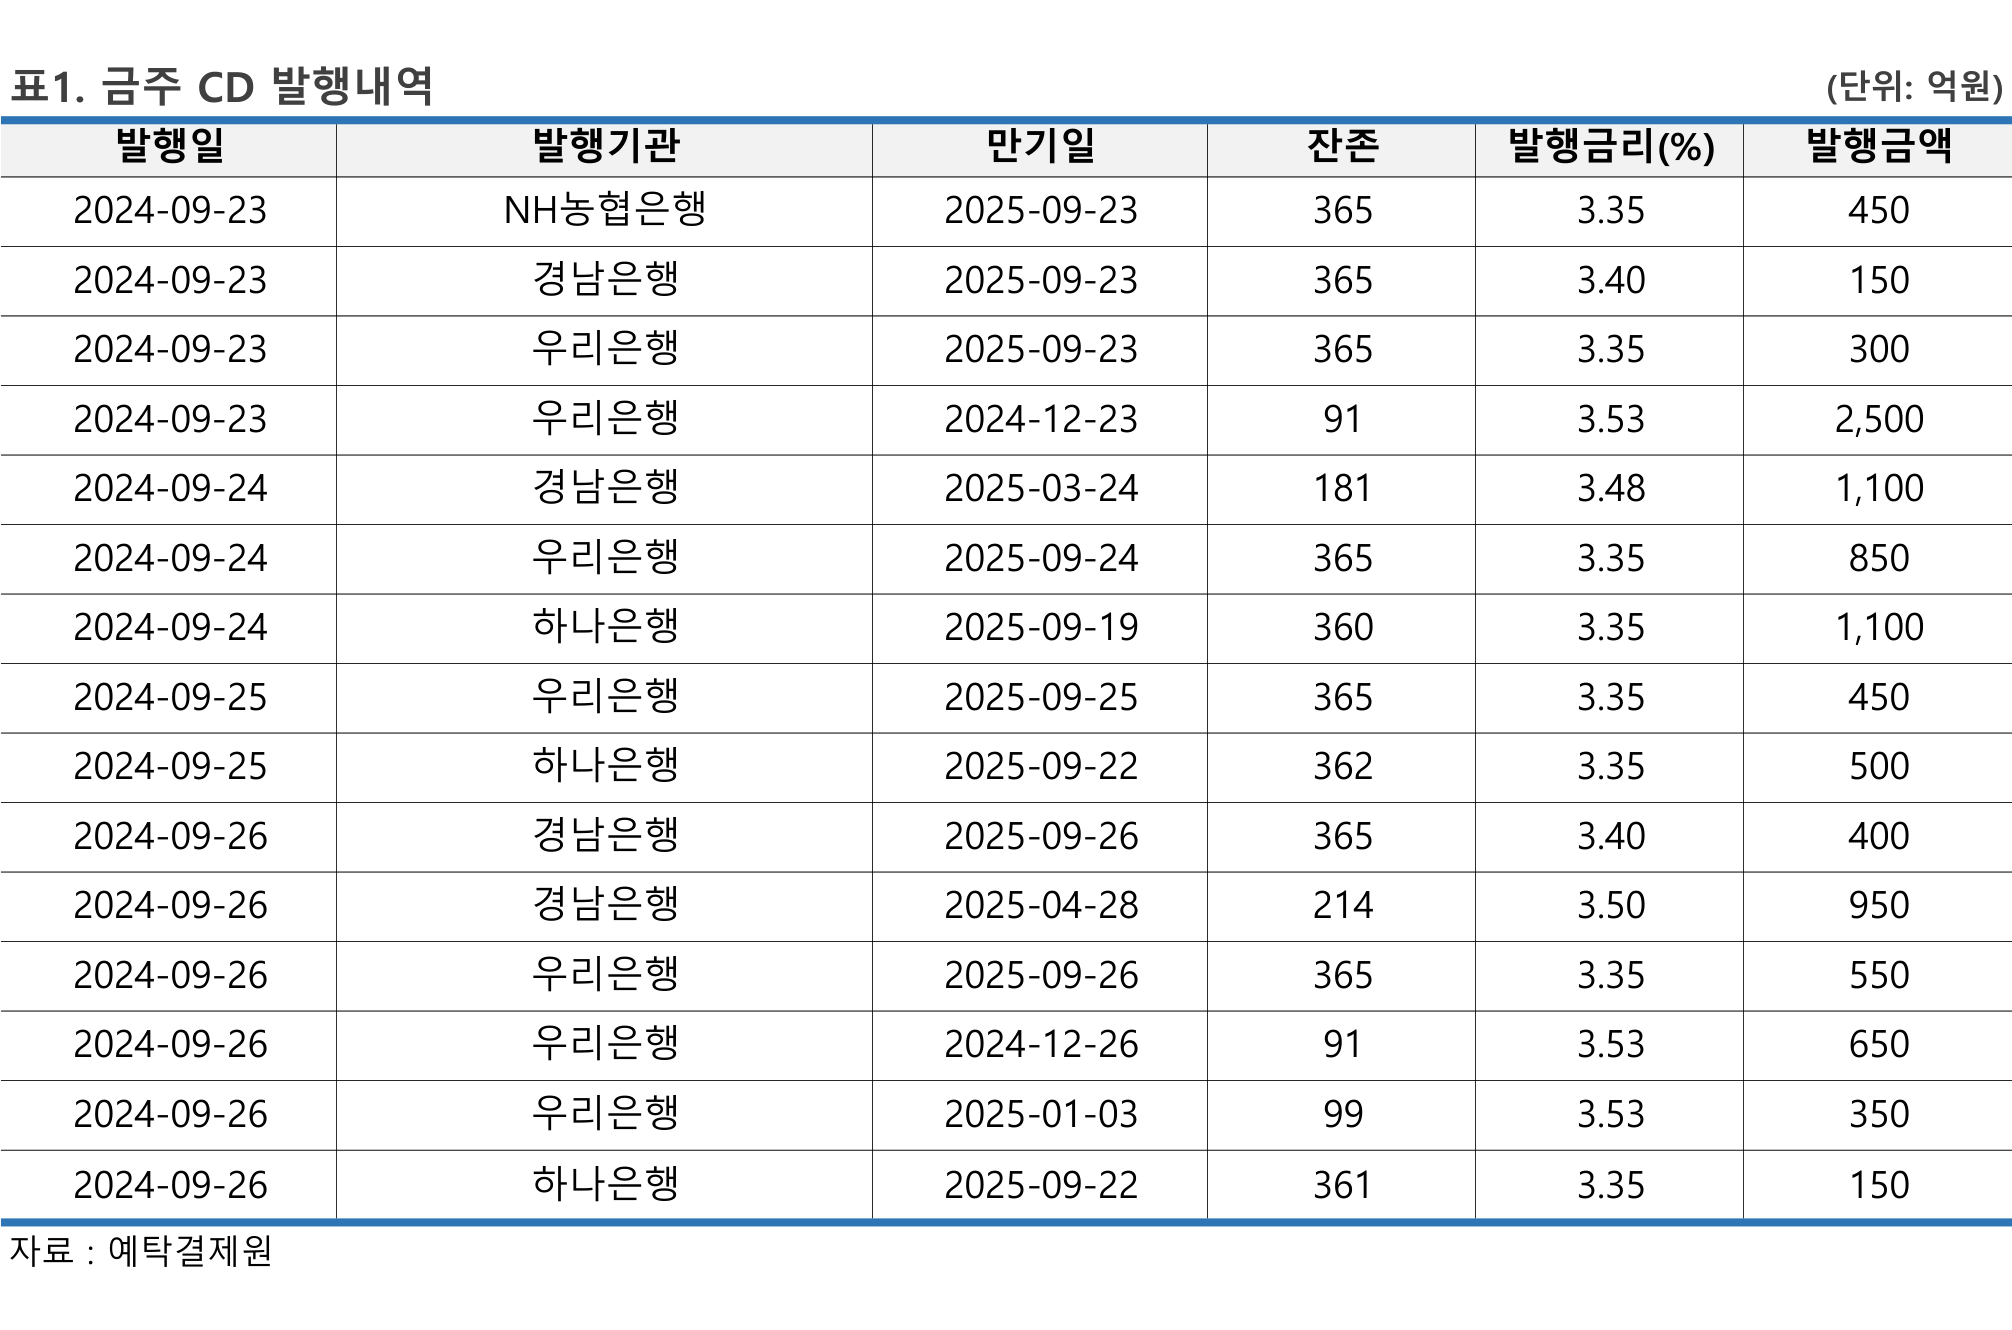 표1. 금주 CD 발행내역 (단위: 억원)
발행일 발행기관 만기일 잔존 발행금리(%) 발행금액
2024-09-23 NH농협은행 2025-09-23 365 3.35 450
2024-09-23 경남은행 2025-09-23 365 3.40 150
2024-09-23 우리은행 2025-09-23 365 3.35 300
2024-09-23 우리은행 2024-12-23 91 3.53 2,500
2024-09-24 경남은행 2025-03-24 181 3.48 1,100
2024-09-24 우리은행 2025-09-24 365 3.35 850
2024-09-24 하나은행 2025-09-19 360 3.35 1,100
2024-09-25 우리은행 2025-09-25 365 3.35 450
2024-09-25 하나은행 2025-09-22 362 3.35 500
2024-09-26 경남은행 2025-09-26 365 3.40 400
2024-09-26 경남은행 2025-04-28 214 3.50 950
2024-09-26 우리은행 2025-09-26 365 3.35 550
2024-09-26 우리은행 2024-12-26 91 3.53 650
2024-09-26 우리은행 2025-01-03 99 3.53 350
2024-09-26 하나은행 2025-09-22 361 3.35 150
자료 : 예탁결제원